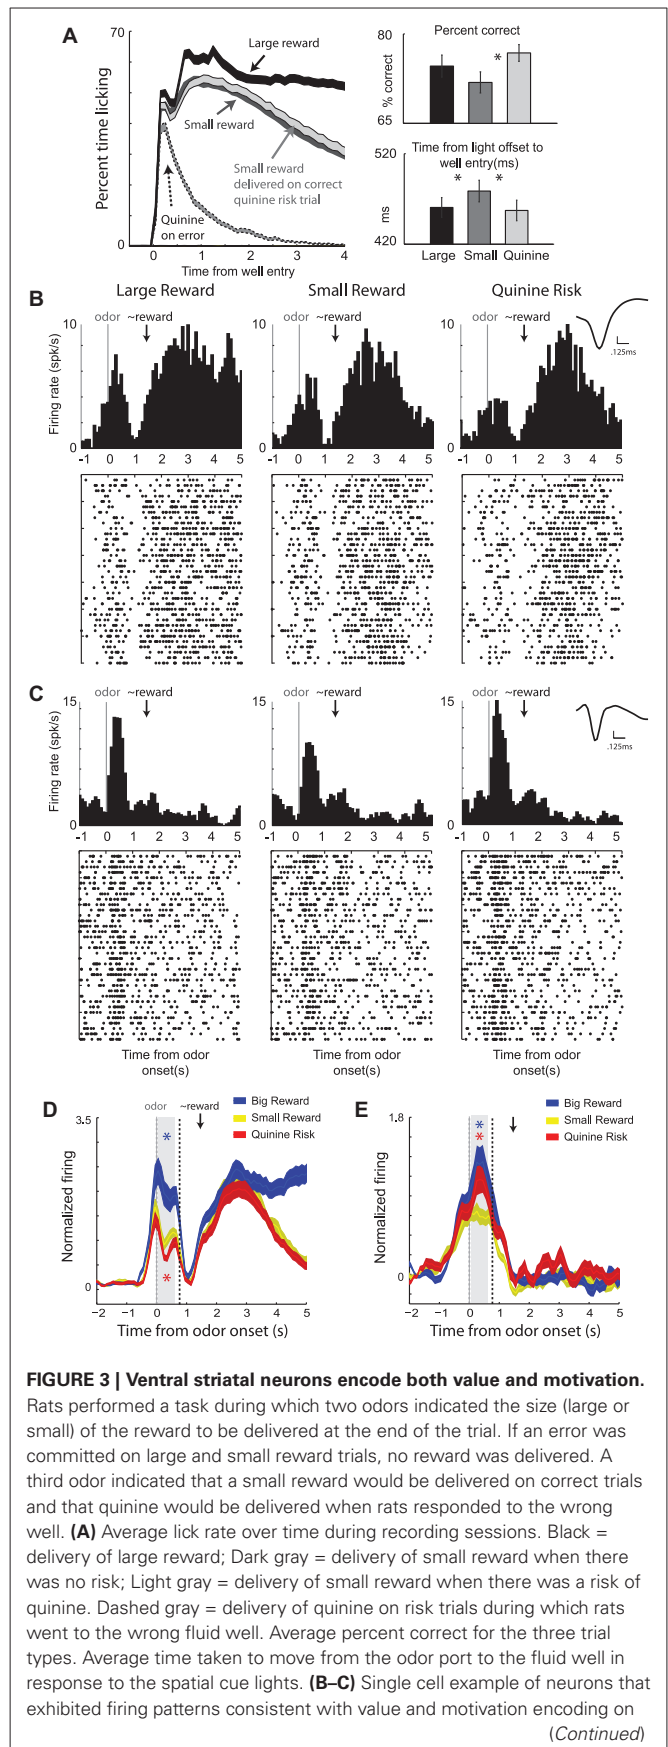 A
70
Percent time licking
0
Large reward
Small reward
Small reward
delivered on correct
quinine risk trial
Quinine
on error
0 1 2 3 4
Time from well entry
Percent correct
80
% correct
65
*
Time from light offset to
well entry(ms)
520
ms
420
* *
Large Small Quinine
B
Large Reward Small Reward Quinine Risk
odor ~reward odor ~reward odor ~reward
10 10 10
Firing rate (spk/s)
.125ms
0 0 0
-1 0 1 2 3 4 5 -1 0 1 2 3 4 5 -1 0 1 2 3 4 5
C
odor ~reward odor ~reward odor ~reward
15 15 15
Firing rate (spk/s)
.125ms
0 0 0
-1 0 1 2 3 4 5 -1 0 1 2 3 4 5 -1 0 1 2 3 4 5
Time from odor Time from odor Time from odor
onset(s) onset(s) onset(s)
D
odor ~reward
Big Reward
Small Reward
Quinine Risk
3.5
Normalized firing
0
*
*
−2 −1 0 1 2 3 4 5
Time from odor onset (s)
E
Big Reward
Small Reward
Quinine Risk
1.8
Normalized firing
0
*
*
−2 −1 0 1 2 3 4 5
Time from odor onset (s)
FIGURE 3 | Ventral striatal neurons encode both value and motivation.
Rats performed a task during which two odors indicated the size (large or
small) of the reward to be delivered at the end of the trial. If an error was
committed on large and small reward trials, no reward was delivered. A
third odor indicated that a small reward would be delivered on correct trials
and that quinine would be delivered when rats responded to the wrong
well. (A) Average lick rate over time during recording sessions. Black =
delivery of large reward; Dark gray = delivery of small reward when there
was no risk; Light gray = delivery of small reward when there was a risk of
quinine. Dashed gray = delivery of quinine on risk trials during which rats
went to the wrong fluid well. Average percent correct for the three trial
types. Average time taken to move from the odor port to the fluid well in
response to the spatial cue lights. (B–C) Single cell example of neurons that
exhibited firing patterns consistent with value and motivation encoding on
(Continued)